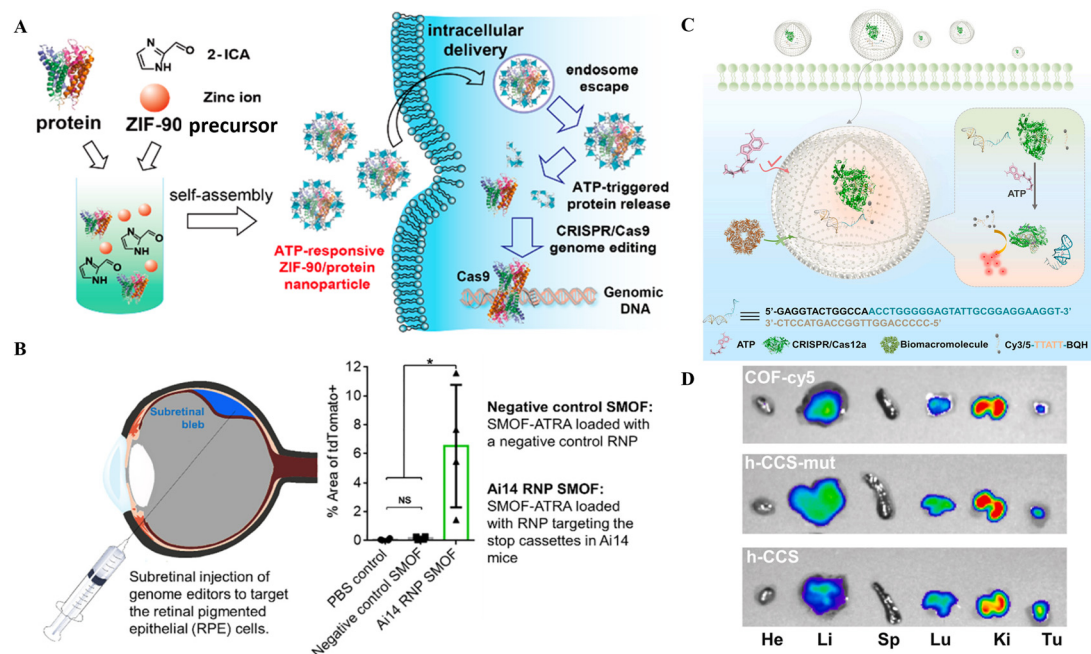 A
2-ICA
Zinc ion
protein
ZIF-90 precursor
self-assembly
ATP-responsive
ZIF-90/protein
nanoparticle
intracellular
delivery
endosome
escape
ATP-triggered
protein release
CRISPR/Cas9
genome editing
Cas9
Genomic
DNA
B
Subretinal
bleb
Subretinal injection of
genome editors to target
the retinal pigmented
epithelial (RPE) cells.
% Area of tdTomato+
12
10
8
6
4
2
0
*
NS
PBS control
Negative control SMOF
Ai14 RNP SMOF
Negative control SMOF:
SMOF-ATRA loaded with
a negative control RNP
Ai14 RNP SMOF:
SMOF-ATRA loaded
with RNP targeting the
stop cassettes in Ai14
mice
C
ATP
5'-GAGGTACTGGCCAACCTGGGGGAGTATTGCGGAGGAAGGT-3'
3'-CTCCATGACCGGTTGGACCCCC-5'
ATP
CRISPR/Cas12a
Biomacromolecule
Cy3/5-TTATT-BQH
D
COF-cy5
h-CCS-mut
h-CCS
He Li Sp Lu Ki Tu